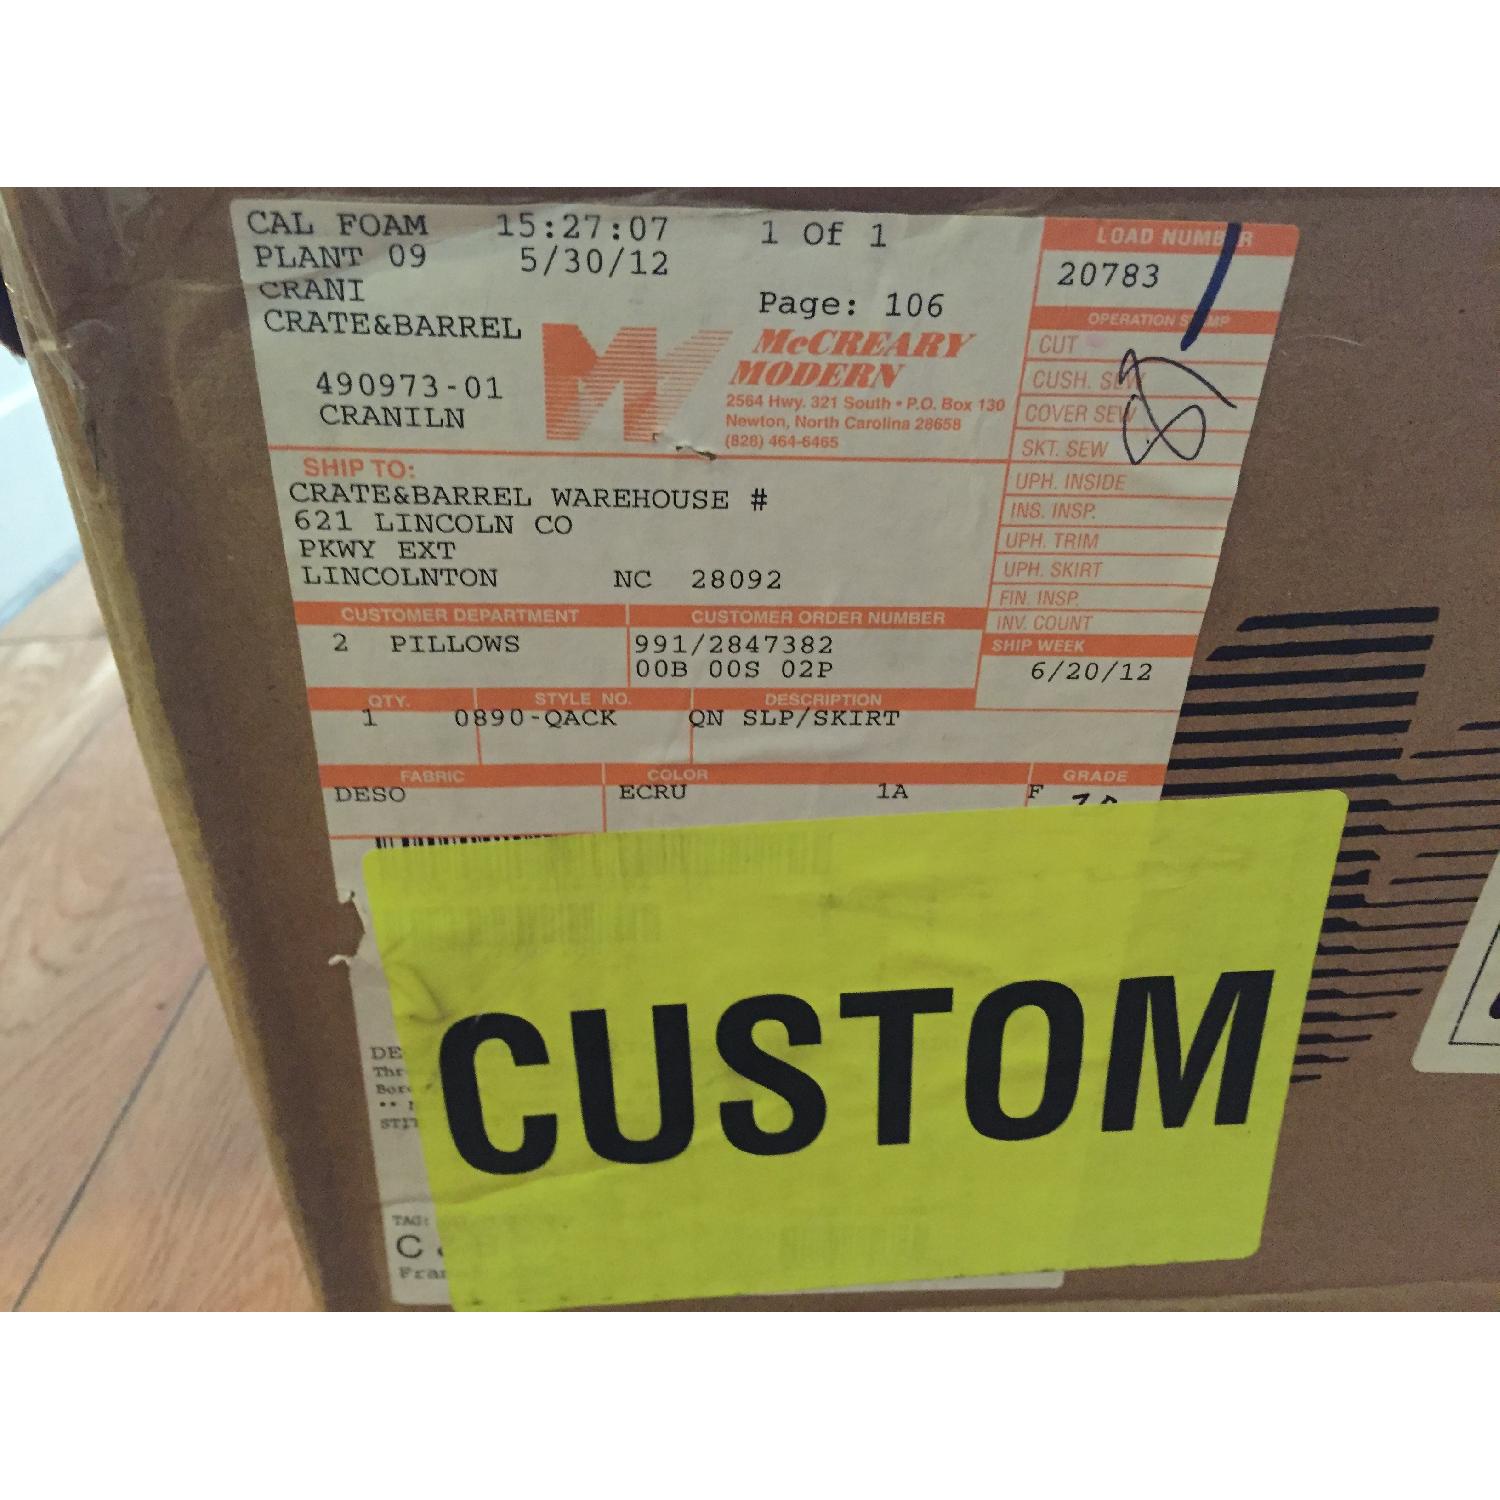 CAL FOAM 15:27:07 1 Of 1
PLANT 09 5/30/12
CRANI Page: 106
CRATE&BARREL
490973-01
CRANILN
McCREARY
MODERN
2564 Hwy. 321 South • P.O. Box 130
Newton, North Carolina 28658
(828) 464-6465
LOAD NUMBER
20783
OPERATION STAMP
CUT
CUSH. SEW
COVER SEW
SKT. SEW
UPH. INSIDE
INS. INSP.
UPH. TRIM
UPH. SKIRT
FIN. INSP.
INV. COUNT
SHIP WEEK
6/20/12
SHIP TO:
CRATE&BARREL WAREHOUSE #
621 LINCOLN CO
PKWY EXT
LINCOLNTON NC 28092
CUSTOMER DEPARTMENT CUSTOMER ORDER NUMBER
2 PILLOWS 991/2847382
00B 00S 02P
QTY. STYLE NO. DESCRIPTION
1 0890-QACK QN SLP/SKIRT
FABRIC COLOR GRADE
DESO ECRU 1A F
CUSTOM
TAG: